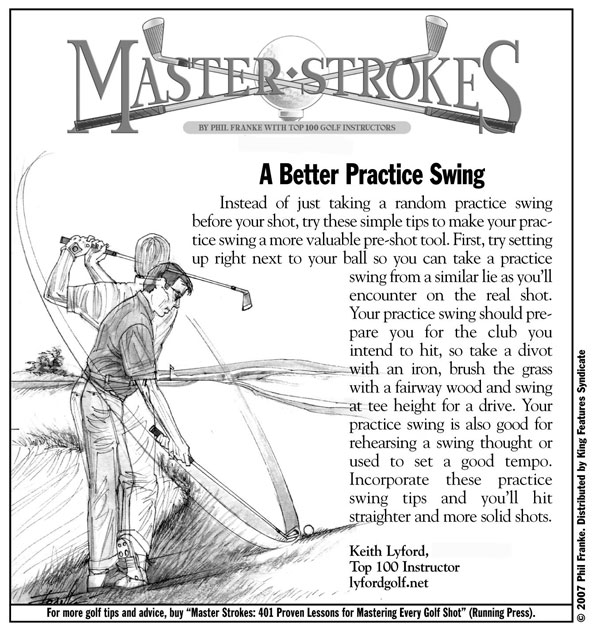 MASTER·STROKES
BY PHIL FRANKE WITH TOP 100 GOLF INSTRUCTORS
A Better Practice Swing
Instead of just taking a random practice swing
before your shot, try these simple tips to make your prac-
tice swing a more valuable pre-shot tool. First, try setting
up right next to your ball so you can take a practice
swing from a similar lie as you'll
encounter on the real shot.
Your practice swing should pre-
pare you for the club you
intend to hit, so take a divot
with an iron, brush the grass
with a fairway wood and swing
at tee height for a drive. Your
practice swing is also good for
rehearsing a swing thought or
used to set a good tempo.
Incorporate these practice
swing tips and you'll hit
straighter and more solid shots.
Keith Lyford,
Top 100 Instructor
lyfordgolf.net
For more golf tips and advice, buy "Master Strokes: 401 Proven Lessons for Mastering Every Golf Shot" (Running Press).
© 2007 Phil Franke. Distributed by King Features Syndicate